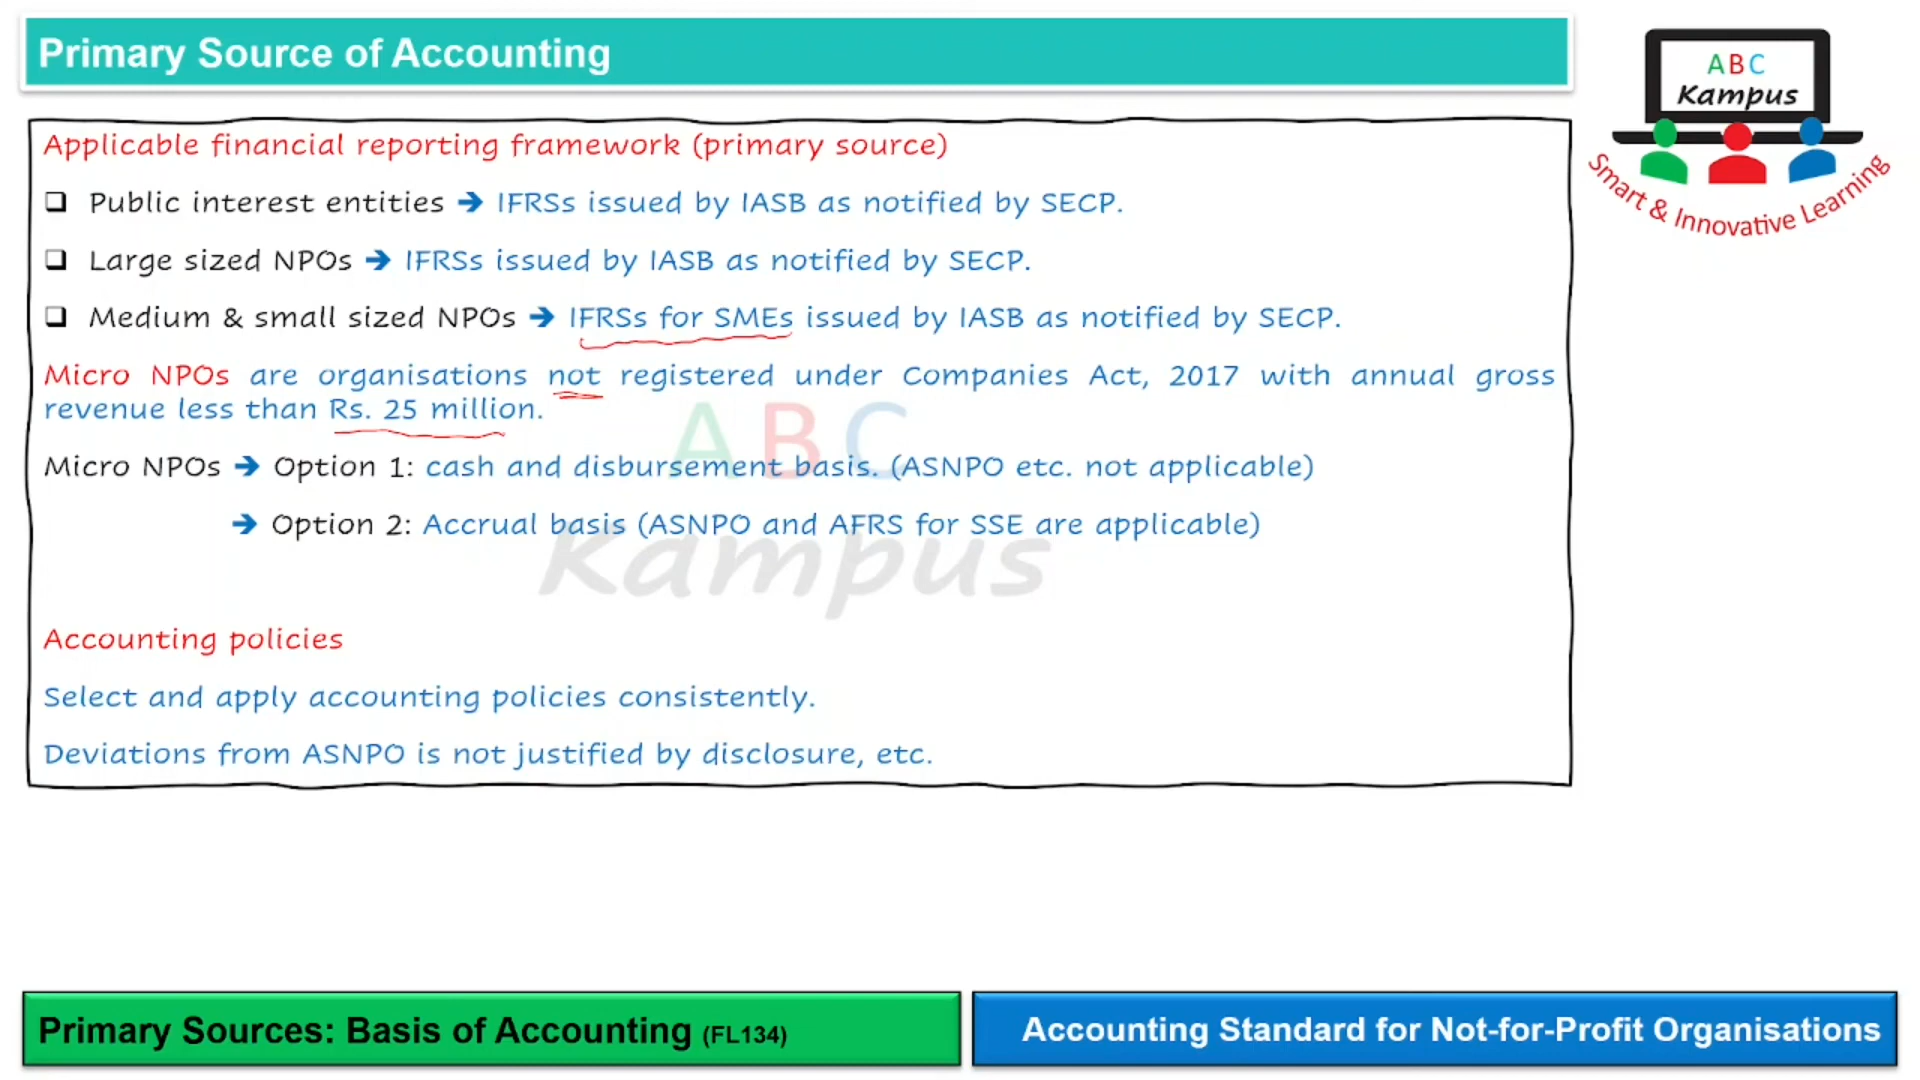 Primary Source of Accounting
ABC
Kampus
Smart & Innovative Learning
Applicable financial reporting framework (primary source)
❑ Public interest entities ➔ IFRSs issued by IASB as notified by SECP.
❑ Large sized NPOs ➔ IFRSs issued by IASB as notified by SECP.
❑ Medium & small sized NPOs ➔ IFRSs for SMEs issued by IASB as notified by SECP.
Micro NPOs are organisations not registered under Companies Act, 2017 with annual gross
revenue less than Rs. 25 million.
Micro NPOs ➔ Option 1: cash and disbursement basis. (ASNPO etc. not applicable)
➔ Option 2: Accrual basis (ASNPO and AFRS for SSE are applicable)
ABC
Kampus
Accounting policies
Select and apply accounting policies consistently.
Deviations from ASNPO is not justified by disclosure, etc.
Primary Sources: Basis of Accounting (FL134)
Accounting Standard for Not-for-Profit Organisations